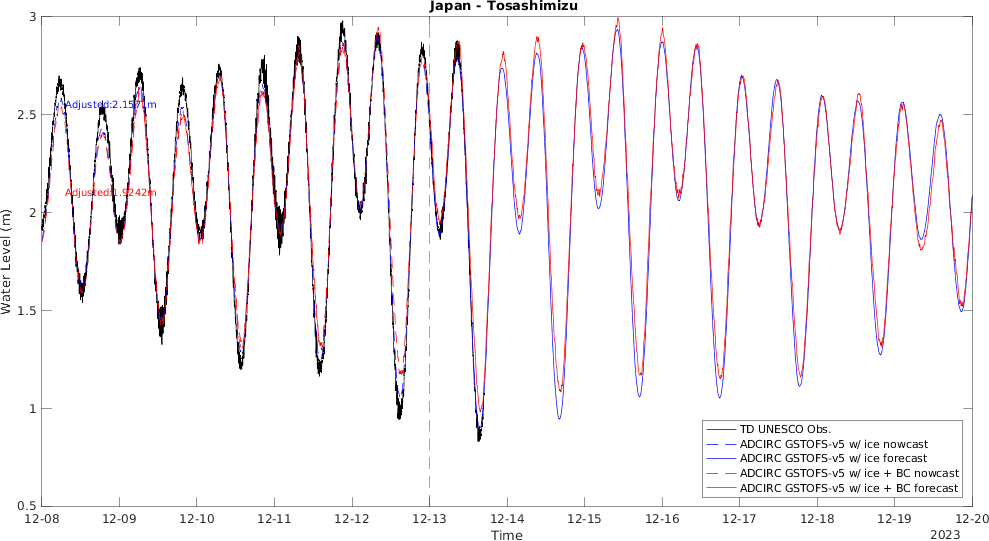 Japan - Tosashimizu
3
2.5
2
1.5
1
0.5
Water Level (m)
Adjusted:2.1571m
Adjusted:1.9242m
TD UNESCO Obs.
ADCIRC GSTOFS-v5 w/ ice nowcast
ADCIRC GSTOFS-v5 w/ ice forecast
ADCIRC GSTOFS-v5 w/ ice + BC nowcast
ADCIRC GSTOFS-v5 w/ ice + BC forecast
12-08 12-09 12-10 12-11 12-12 12-13 12-14 12-15 12-16 12-17 12-18 12-19 12-20
Time
2023